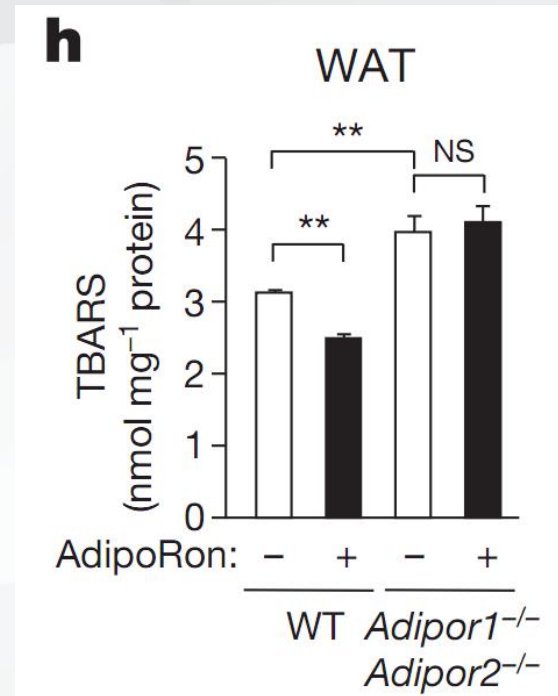 h
WAT
** NS
**
5
4
3
2
1
0
TBARS
(nmol mg⁻¹ protein)
AdipoRon: – + – +
WT Adipor1⁻/⁻
Adipor2⁻/⁻